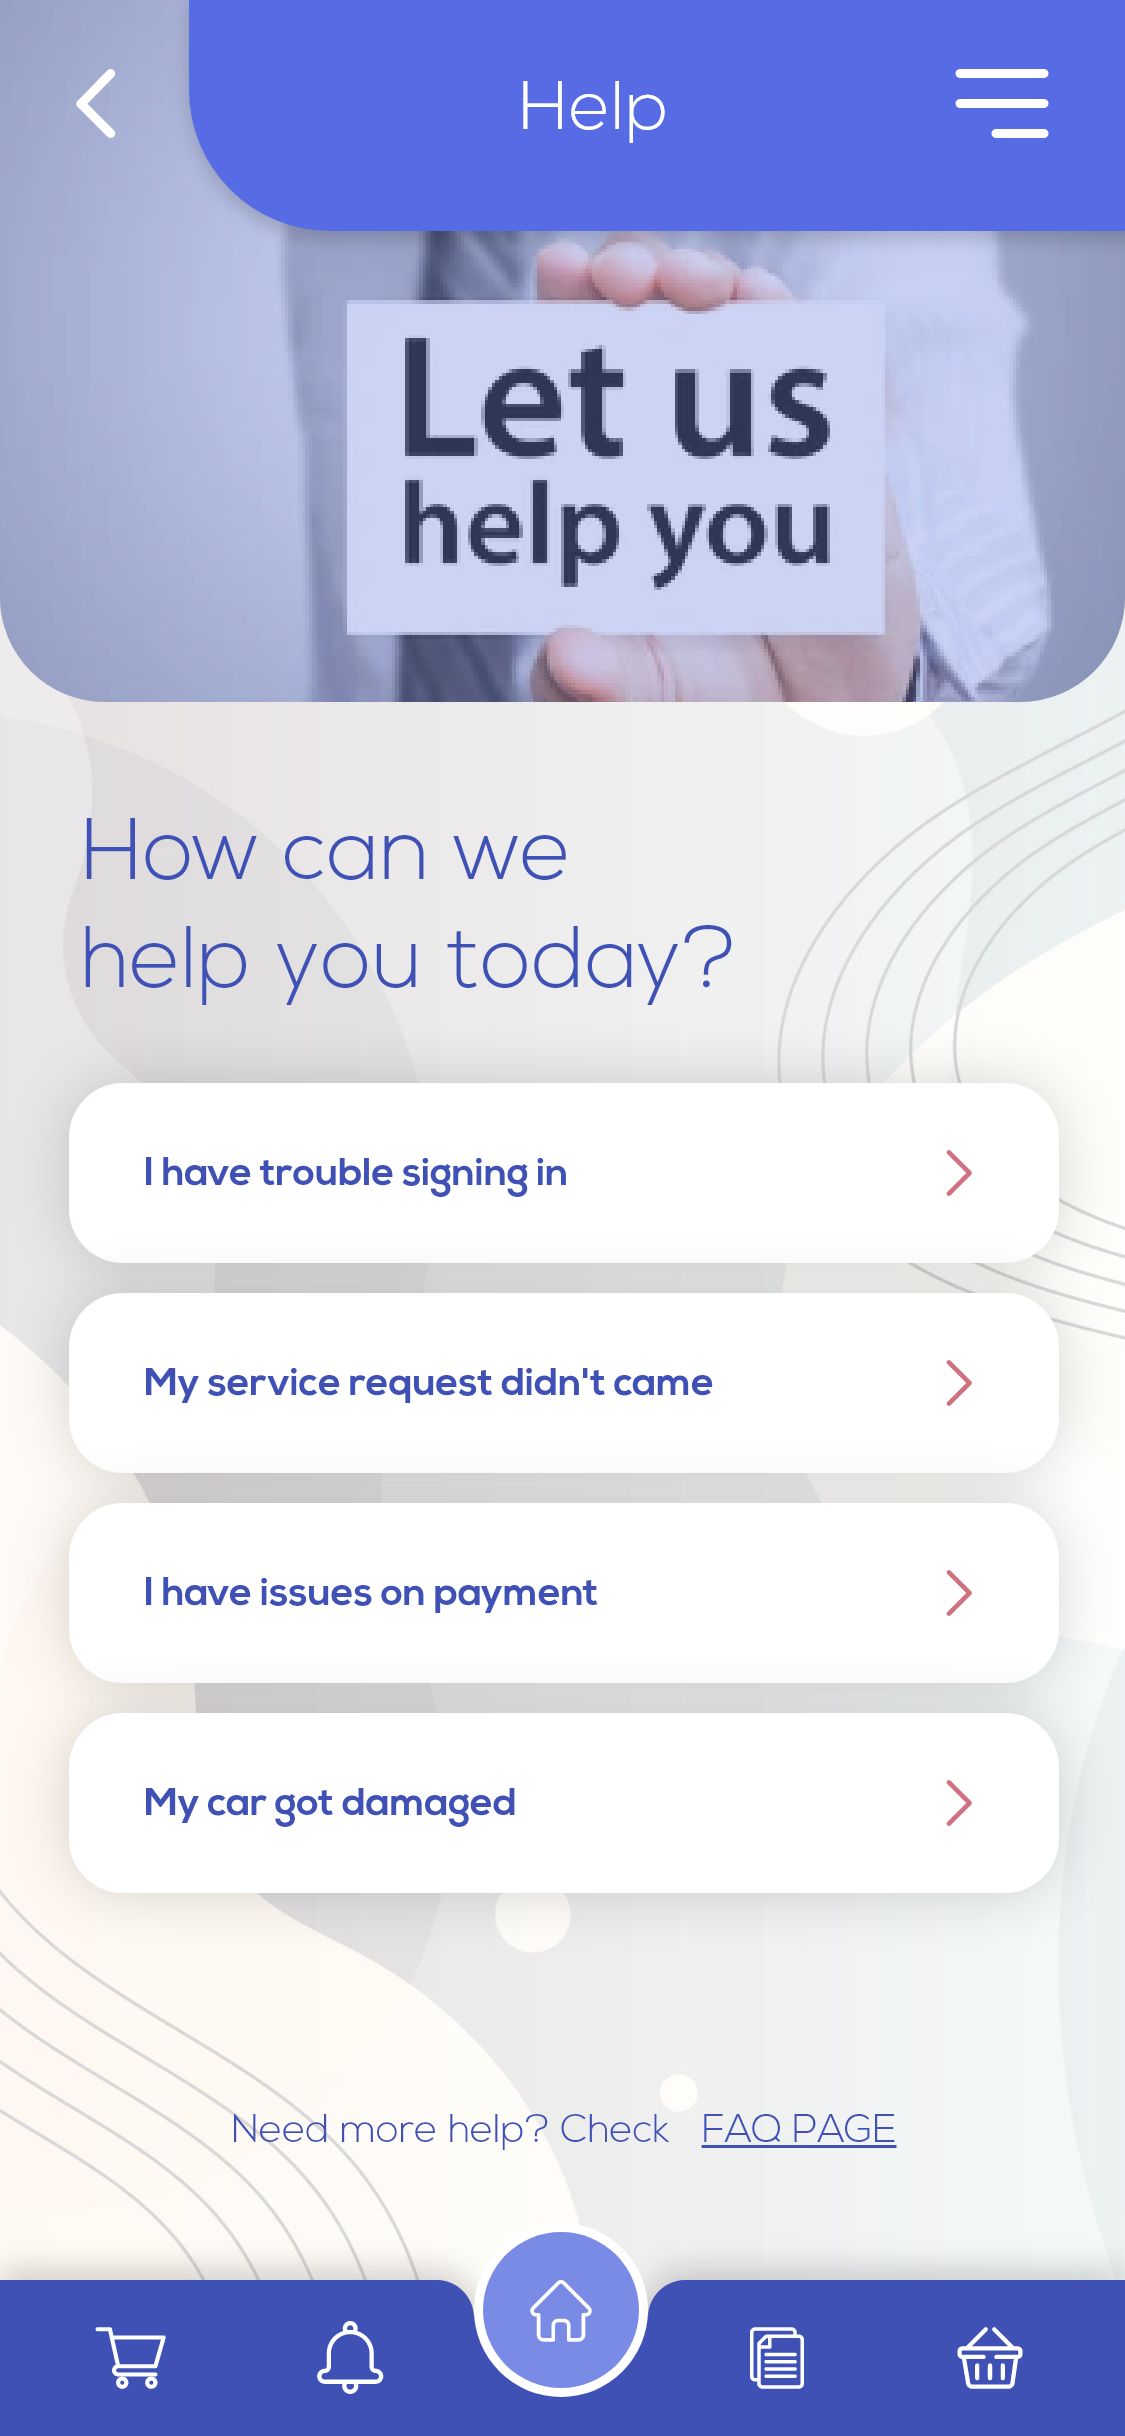 Help
Let us
help you
How can we
help you today?
I have trouble signing in
My service request didn't came
I have issues on payment
My car got damaged
Need more help? Check FAQ PAGE